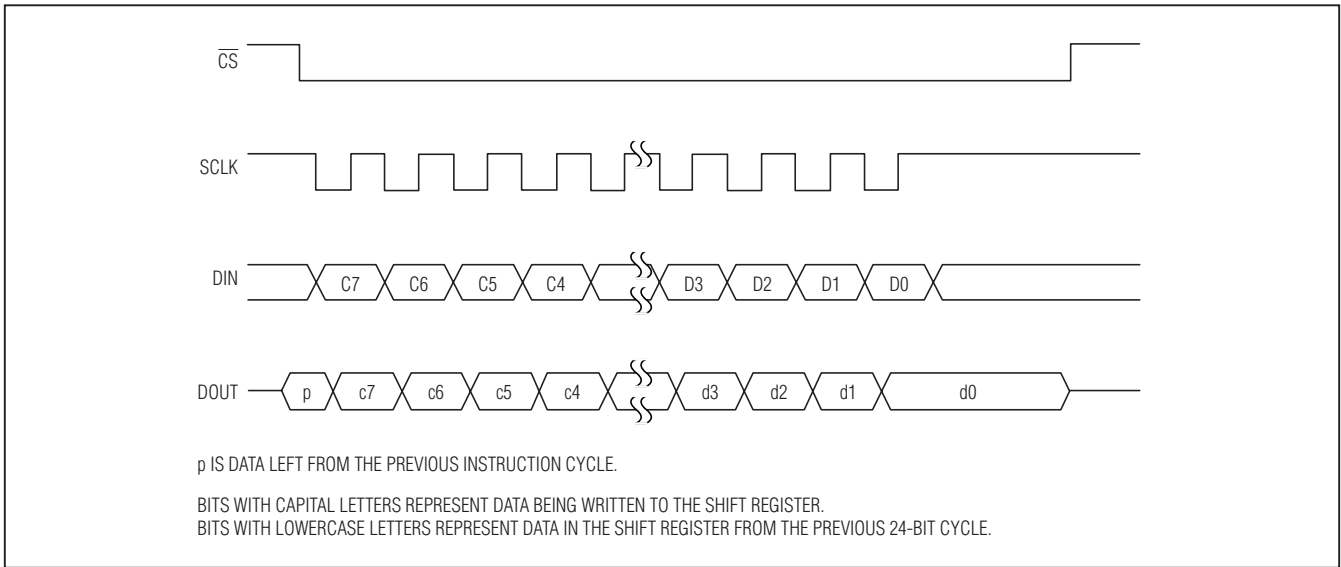 CS
SCLK
DIN C7 C6 C5 C4 D3 D2 D1 D0
DOUT p c7 c6 c5 c4 d3 d2 d1 d0
p IS DATA LEFT FROM THE PREVIOUS INSTRUCTION CYCLE.
BITS WITH CAPITAL LETTERS REPRESENT DATA BEING WRITTEN TO THE SHIFT REGISTER.
BITS WITH LOWERCASE LETTERS REPRESENT DATA IN THE SHIFT REGISTER FROM THE PREVIOUS 24-BIT CYCLE.